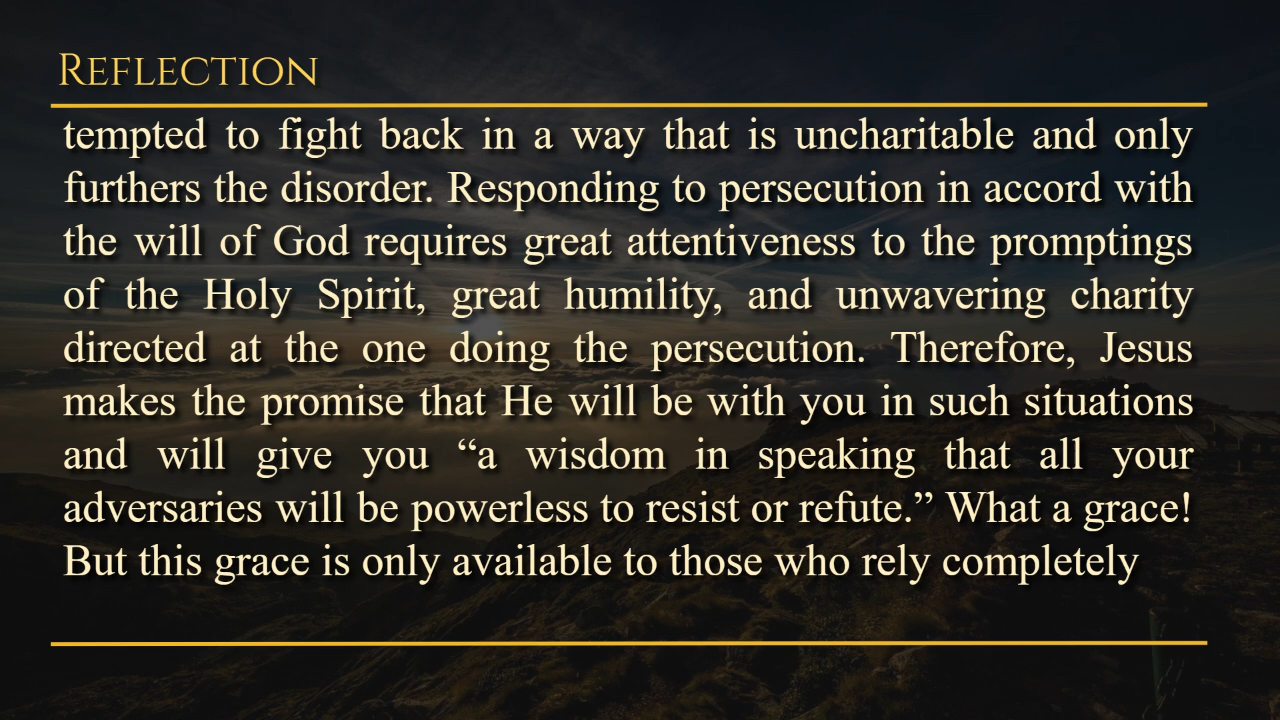 Reflection
tempted to fight back in a way that is uncharitable and only
furthers the disorder. Responding to persecution in accord with
the will of God requires great attentiveness to the promptings
of the Holy Spirit, great humility, and unwavering charity
directed at the one doing the persecution. Therefore, Jesus
makes the promise that He will be with you in such situations
and will give you “a wisdom in speaking that all your
adversaries will be powerless to resist or refute.” What a grace!
But this grace is only available to those who rely completely